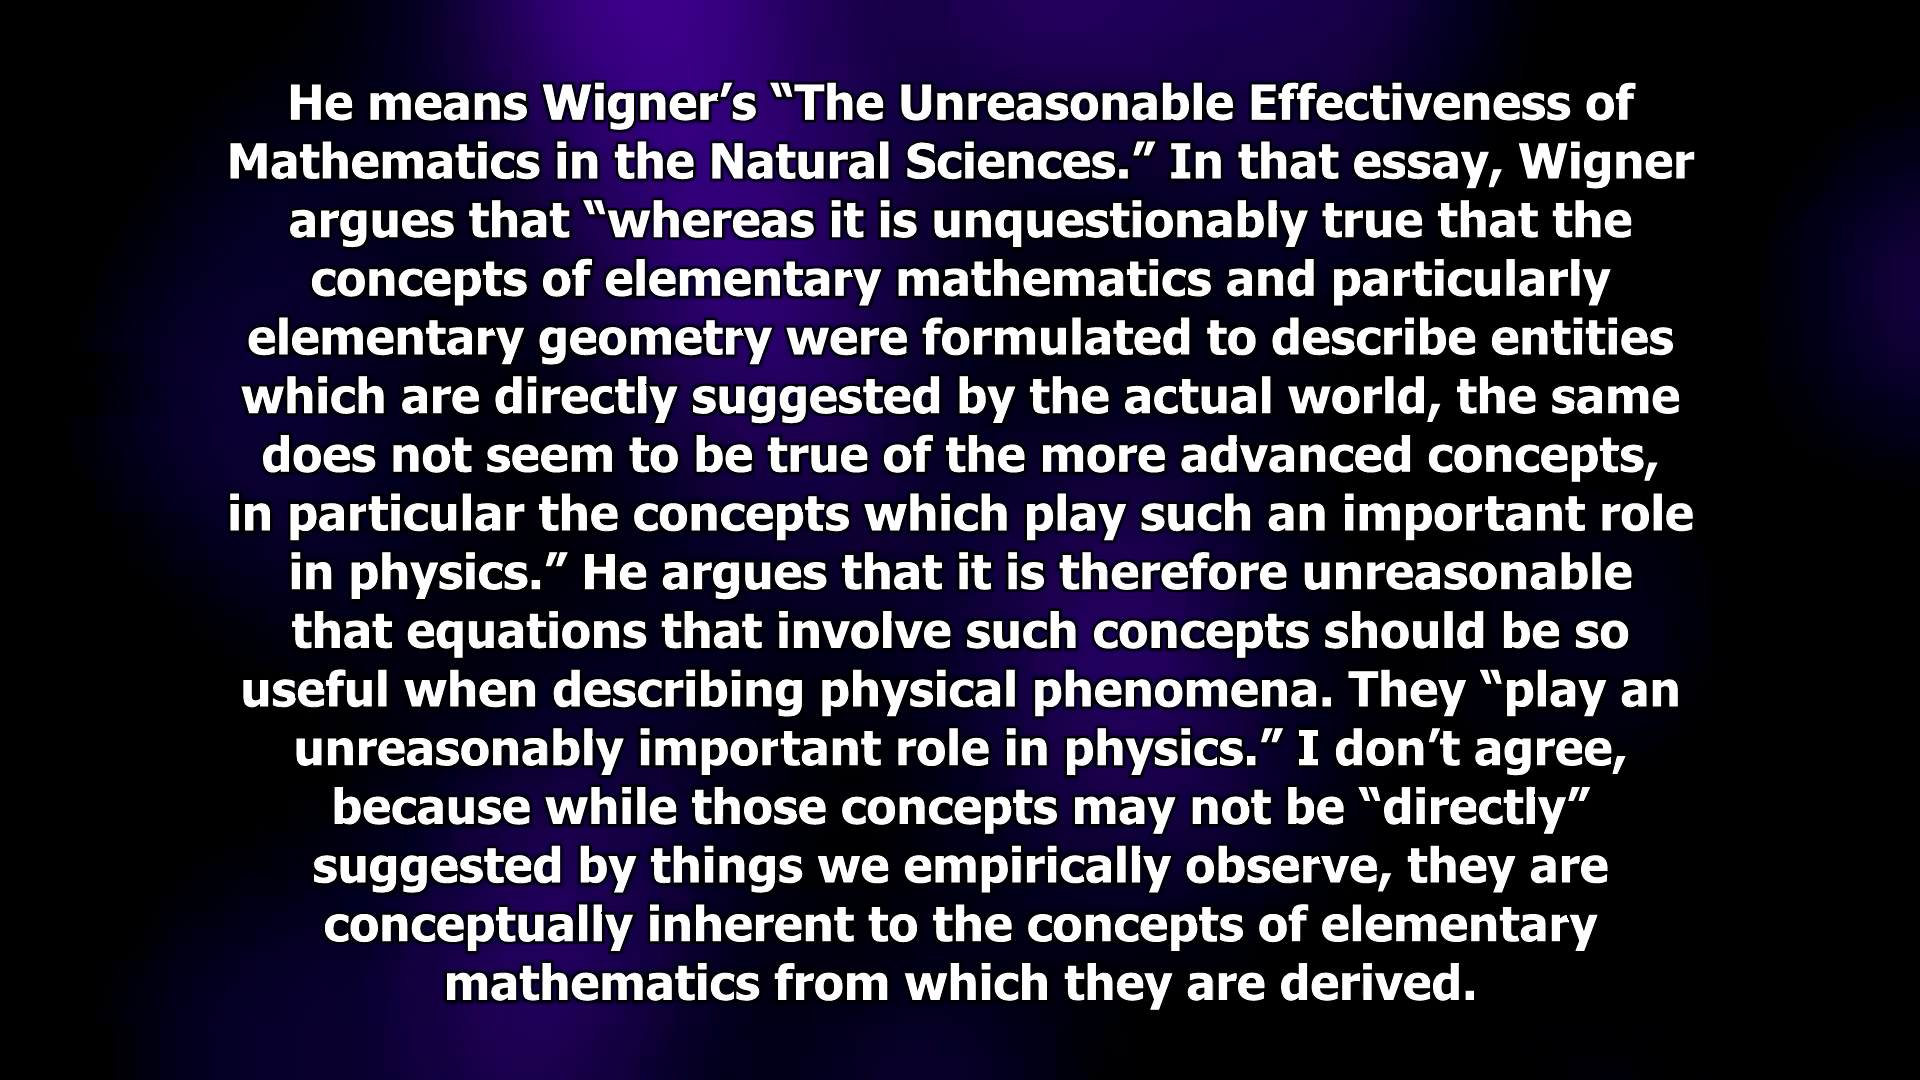 He means Wigner’s “The Unreasonable Effectiveness of
Mathematics in the Natural Sciences.” In that essay, Wigner
argues that “whereas it is unquestionably true that the
concepts of elementary mathematics and particularly
elementary geometry were formulated to describe entities
which are directly suggested by the actual world, the same
does not seem to be true of the more advanced concepts,
in particular the concepts which play such an important role
in physics.” He argues that it is therefore unreasonable
that equations that involve such concepts should be so
useful when describing physical phenomena. They “play an
unreasonably important role in physics.” I don’t agree,
because while those concepts may not be “directly”
suggested by things we empirically observe, they are
conceptually inherent to the concepts of elementary
mathematics from which they are derived.